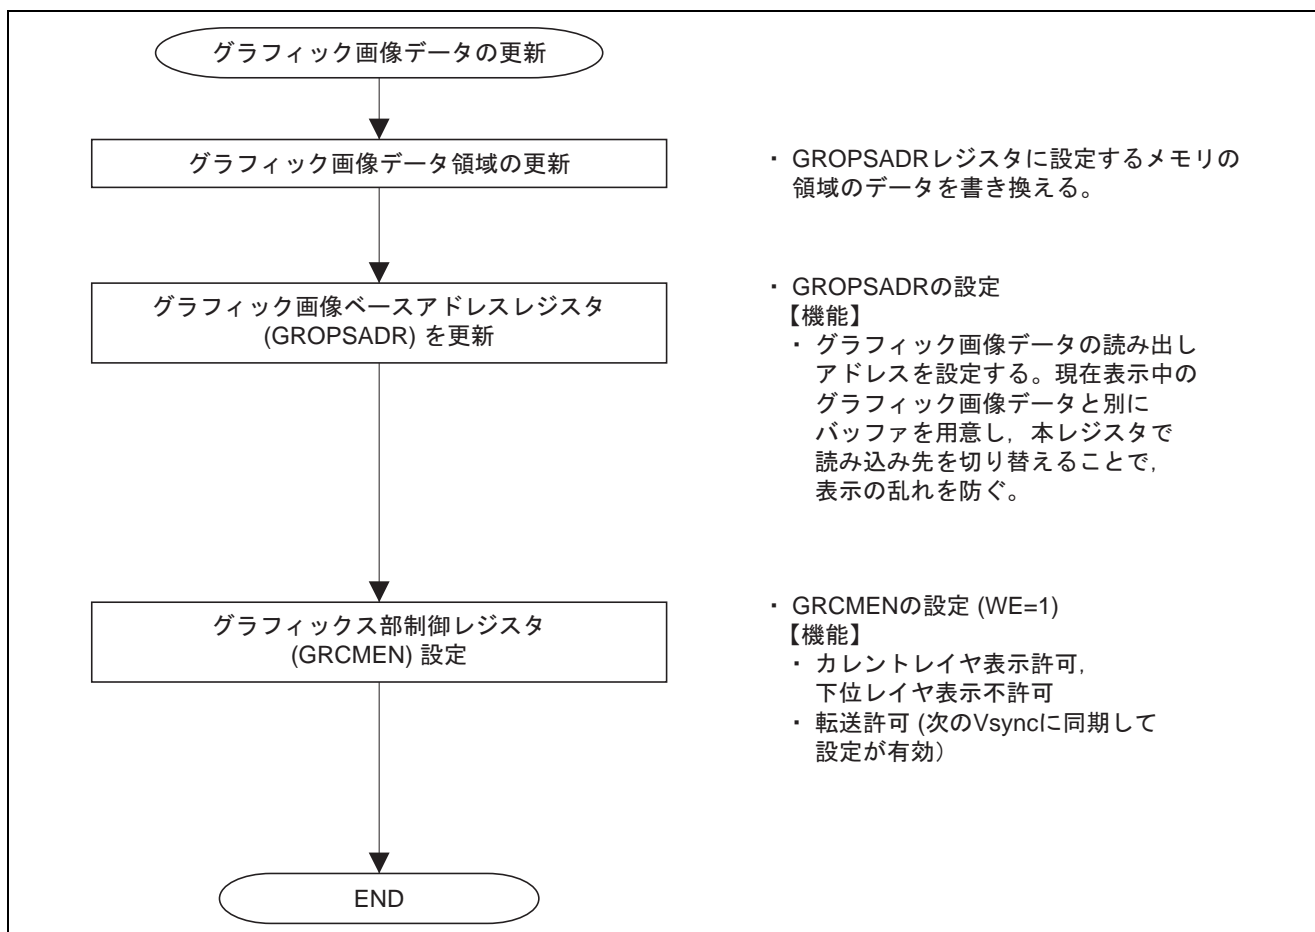 グラフィック画像データの更新
グラフィック画像データ領域の更新
・ GROPSADRレジスタに設定するメモリの
領域のデータを書き換える。
グラフィック画像ベースアドレスレジスタ
(GROPSADR) を更新
・ GROPSADRの設定
【機能】
・ グラフィック画像データの読み出し
アドレスを設定する。現在表示中の
グラフィック画像データと別に
バッファを用意し，本レジスタで
読み込み先を切り替えることで，
表示の乱れを防ぐ。
グラフィックス部制御レジスタ
(GRCMEN) 設定
・ GRCMENの設定 (WE=1)
【機能】
・ カレントレイヤ表示許可，
下位レイヤ表示不許可
・ 転送許可 (次のVsyncに同期して
設定が有効）
END